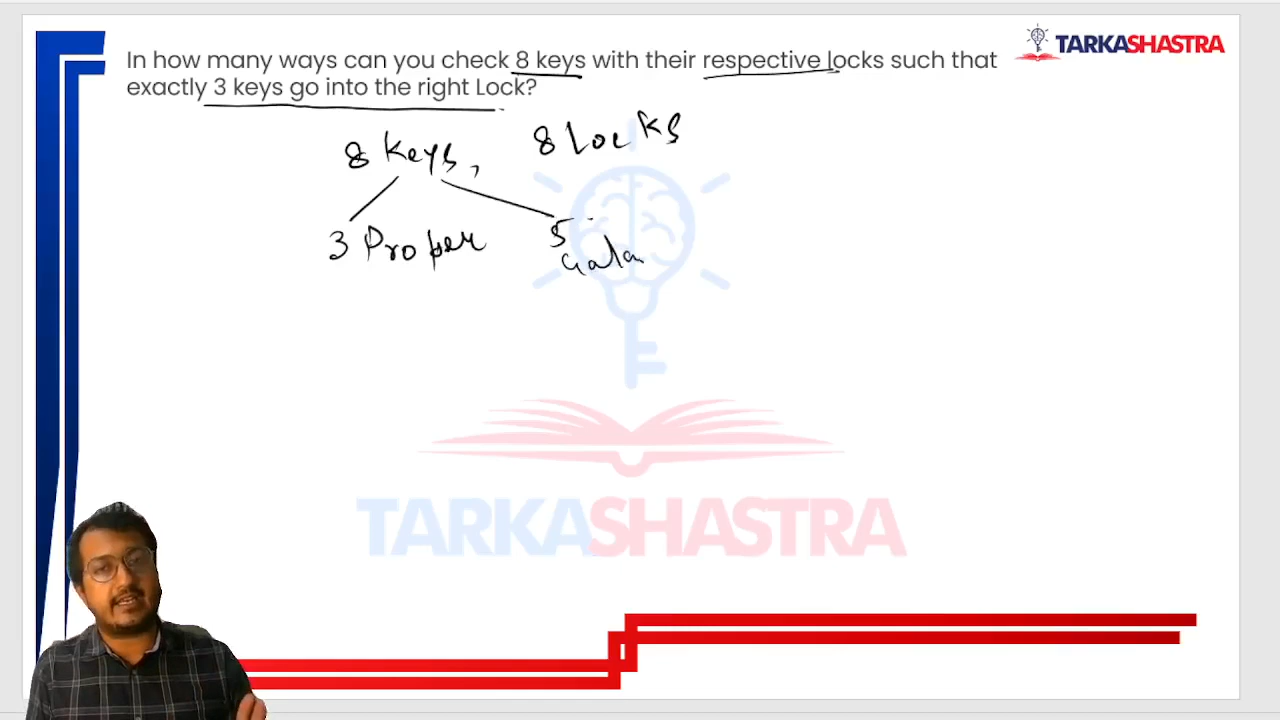 In how many ways can you check 8 keys with their respective locks such that
exactly 3 keys go into the right Lock?
TARKASHASTRA
8 Keys, 8 Locks
3 Proper 5
Gala
TARKASHASTRA